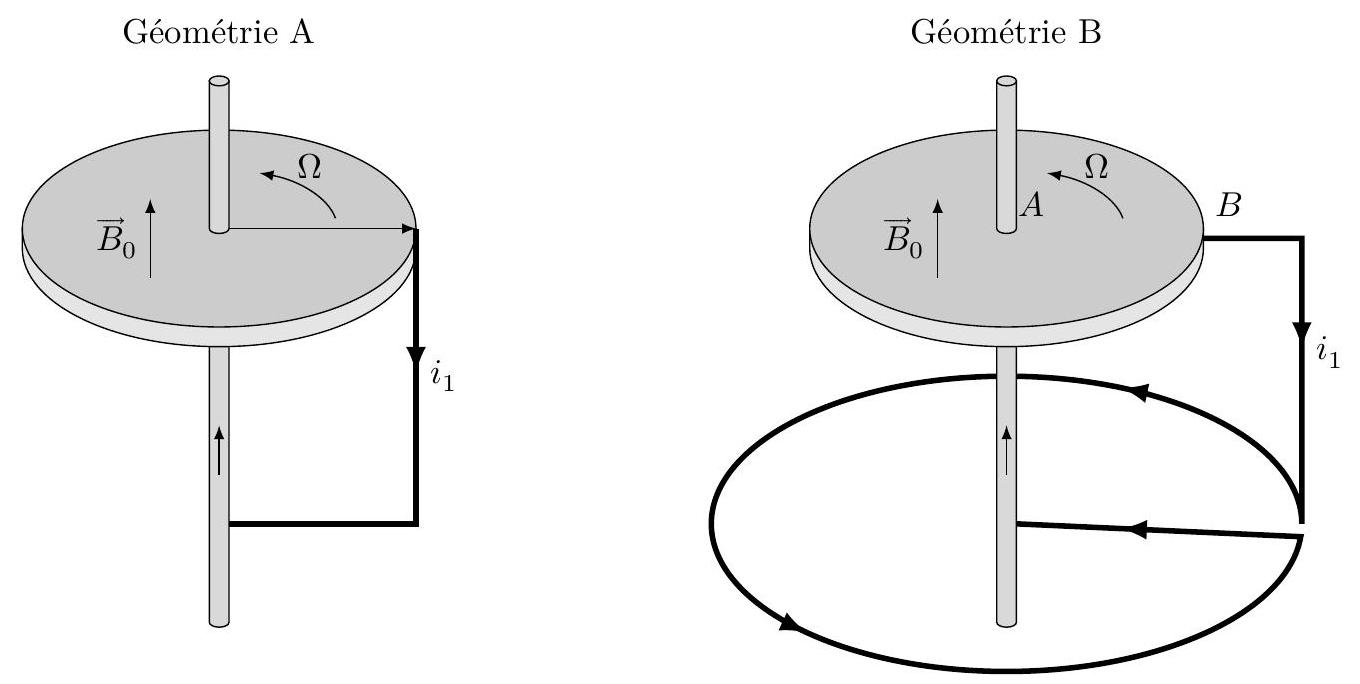 Géométrie A
Géométrie B
Ω
B⃗₀
i₁
Ω
A
B
B⃗₀
i₁